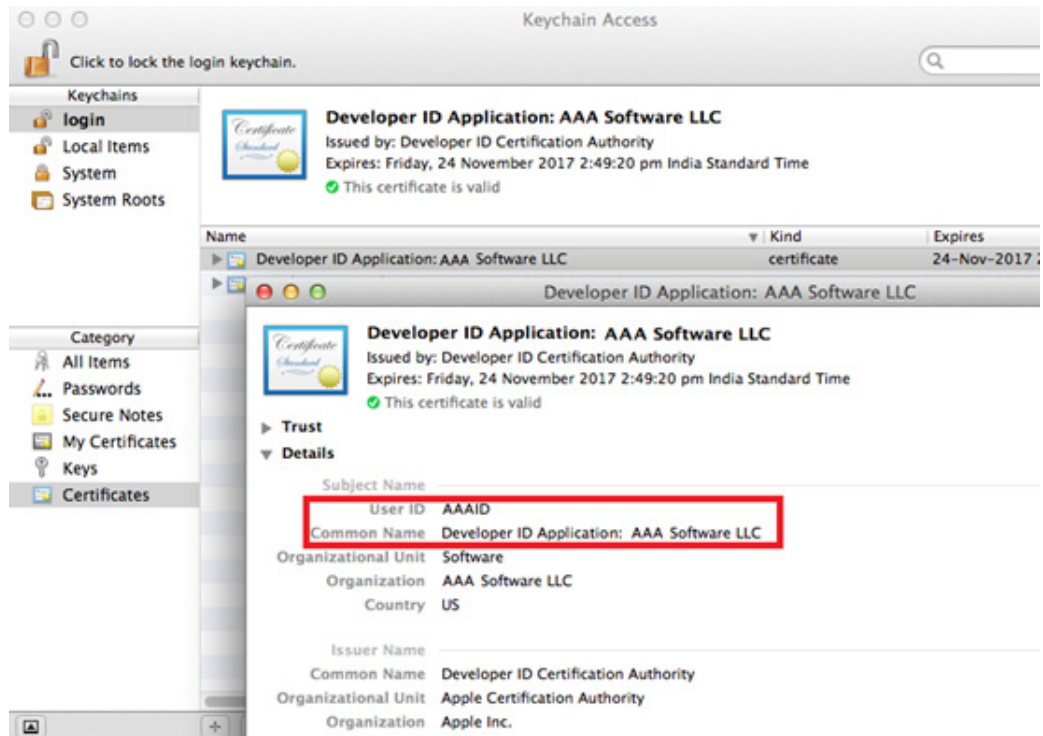 Keychain Access
Click to lock the login keychain.
Keychains
login
Local Items
System
System Roots
Certificate
Standard
Developer ID Application: AAA Software LLC
Issued by: Developer ID Certification Authority
Expires: Friday, 24 November 2017 2:49:20 pm India Standard Time
This certificate is valid
Name Kind Expires
Developer ID Application: AAA Software LLC certificate 24-Nov-2017 2
Category
All Items
Passwords
Secure Notes
My Certificates
Keys
Certificates
Developer ID Application: AAA Software LLC
Certificate
Standard
Developer ID Application: AAA Software LLC
Issued by: Developer ID Certification Authority
Expires: Friday, 24 November 2017 2:49:20 pm India Standard Time
This certificate is valid
Trust
Details
Subject Name
User ID AAAID
Common Name Developer ID Application: AAA Software LLC
Organizational Unit Software
Organization AAA Software LLC
Country US
Issuer Name
Common Name Developer ID Certification Authority
Organizational Unit Apple Certification Authority
Organization Apple Inc.